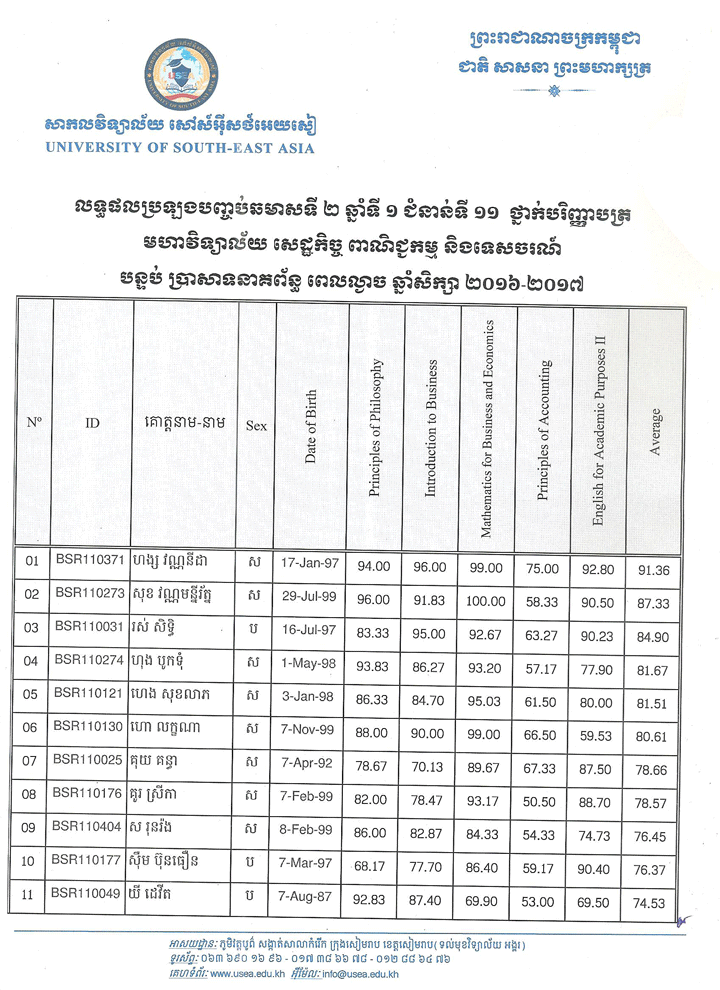 ព្រះរាជាណាចក្រកម្ពុជា
ជាតិ សាសនា ព្រះមហាក្សត្រ
USEA
សាកលវិទ្យាល័យ សៅស៍អ៊ីសថ៍អេយសៀ
UNIVERSITY OF SOUTH-EAST ASIA
លទ្ធផលប្រឡងបញ្ចប់ឆមាសទី ២ ឆ្នាំទី ១ ជំនាន់ទី ១១ ថ្នាក់បរិញ្ញាបត្រ
មហាវិទ្យាល័យ សេដ្ឋកិច្ច ពាណិជ្ជកម្ម និងទេសចរណ៍
បន្ទប់ ប្រាសាទនាគព័ន្ធ ពេលល្ងាច ឆ្នាំសិក្សា ២០១៦-២០១៧
Nº ID គោត្តនាម-នាម Sex Date of Birth Principles of Philosophy Introduction to Business Mathematics for Business and Economics Principles of Accounting English for Academic Purposes II Average
01 BSR110371 ហង្ស វណ្ណនីដា ស 17-Jan-97 94.00 96.00 99.00 75.00 92.80 91.36
02 BSR110273 សុខ វណ្ណមន្នីរ័ត្ន ស 29-Jul-99 96.00 91.83 100.00 58.33 90.50 87.33
03 BSR110031 រស់ សិទ្ធិ ប 16-Jul-97 83.33 95.00 92.67 63.27 90.23 84.90
04 BSR110274 ហុង បូកទុំ ស 1-May-98 93.83 86.27 93.20 57.17 77.90 81.67
05 BSR110121 ហេង សុខលាភ ស 3-Jan-98 86.33 84.70 95.03 61.50 80.00 81.51
06 BSR110130 ហោ លក្ខណា ស 7-Nov-99 88.00 90.00 99.00 66.50 59.53 80.61
07 BSR110025 គុយ គន្ធា ស 7-Apr-92 78.67 70.13 89.67 67.33 87.50 78.66
08 BSR110176 គួរ ស្រីកា ស 7-Feb-99 82.00 78.47 93.17 50.50 88.70 78.57
09 BSR110404 ស រុនរ៉ង ស 8-Feb-99 86.00 82.87 84.33 54.33 74.73 76.45
10 BSR110177 ស៊ឹម ប៊ុនធឿន ប 7-Mar-97 68.17 77.70 86.40 59.17 90.40 76.37
11 BSR110049 យី ដេវីត ប 7-Aug-87 92.83 87.40 69.90 53.00 69.50 74.53
អាសយដ្ឋាន: ភូមិវត្តបូព៌ សង្កាត់សាលាកំរើក ក្រុងសៀមរាប ខេត្តសៀមរាប(ទល់មុខវិទ្យាល័យ អង្គរ)
ទូរស័ព្ទ: ០៦៣ ៦៩០ ១៦ ៩៦ - ០១៧ ៣៨ ៦៦ ៧៨ - ០១២ ៨៨ ៦៤ ៧៦
គេហទំព័រ: www.usea.edu.kh អ៊ីម៉ែល: info@usea.edu.kh